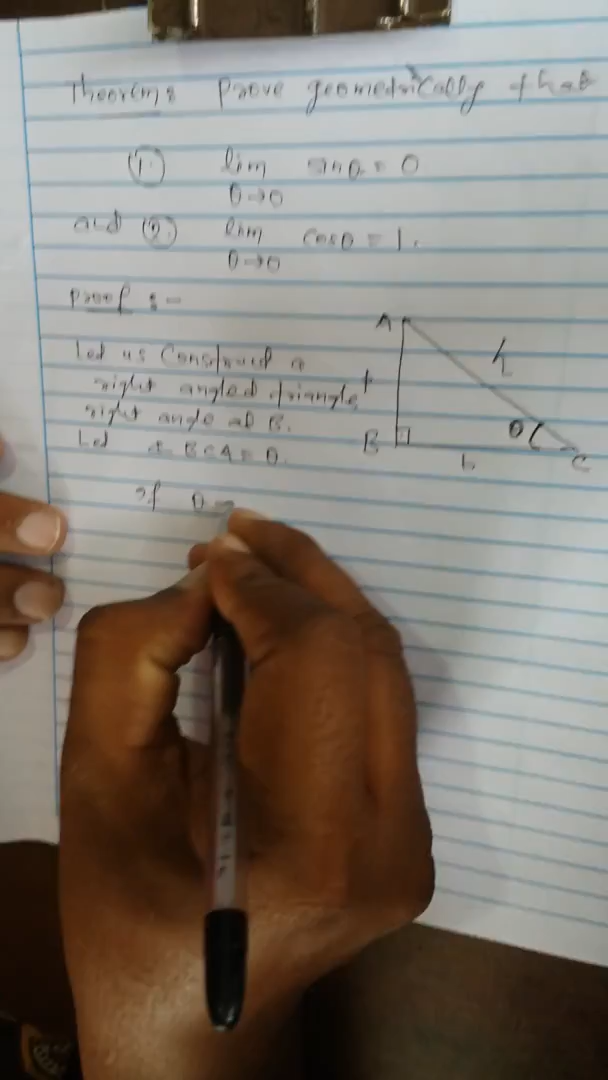 Theorem: Prove geometrically that
(1.) lim sinθ = 0
θ→0
and (2.) lim cosθ = 1.
θ→0
Proof :-
Let us Construct a
right angled triangle,
right angle at B.
Let ∠BCA = θ.
If θ →
A
h
p
B
θ
C
b